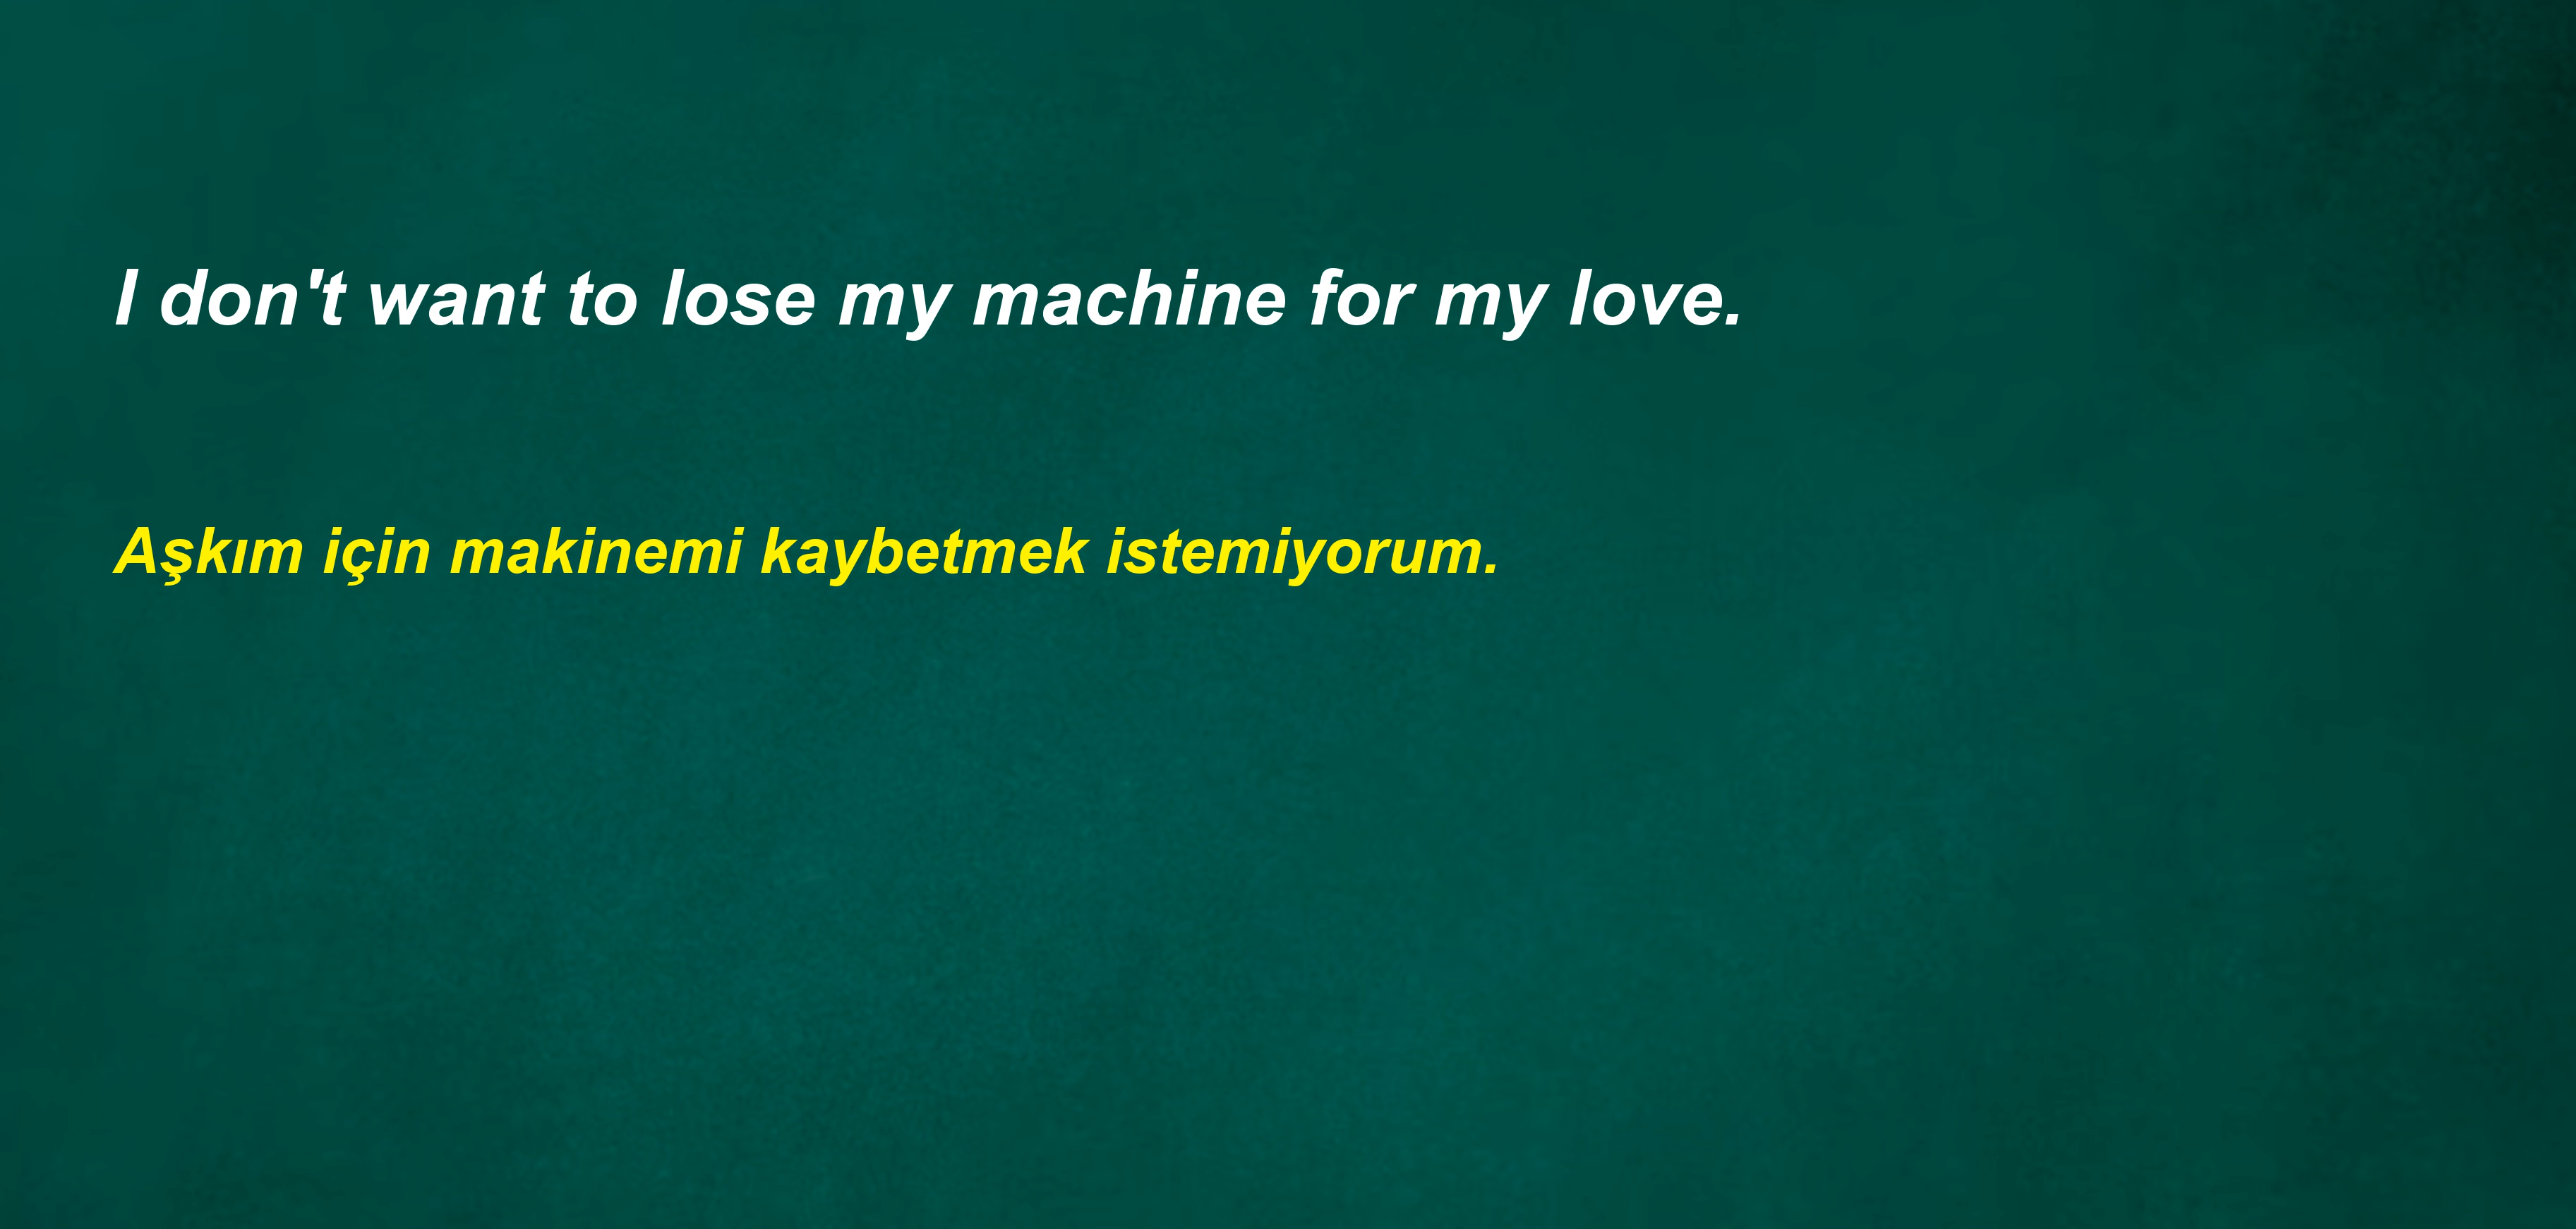 I don't want to lose my machine for my love.
Aşkım için makinemi kaybetmek istemiyorum.